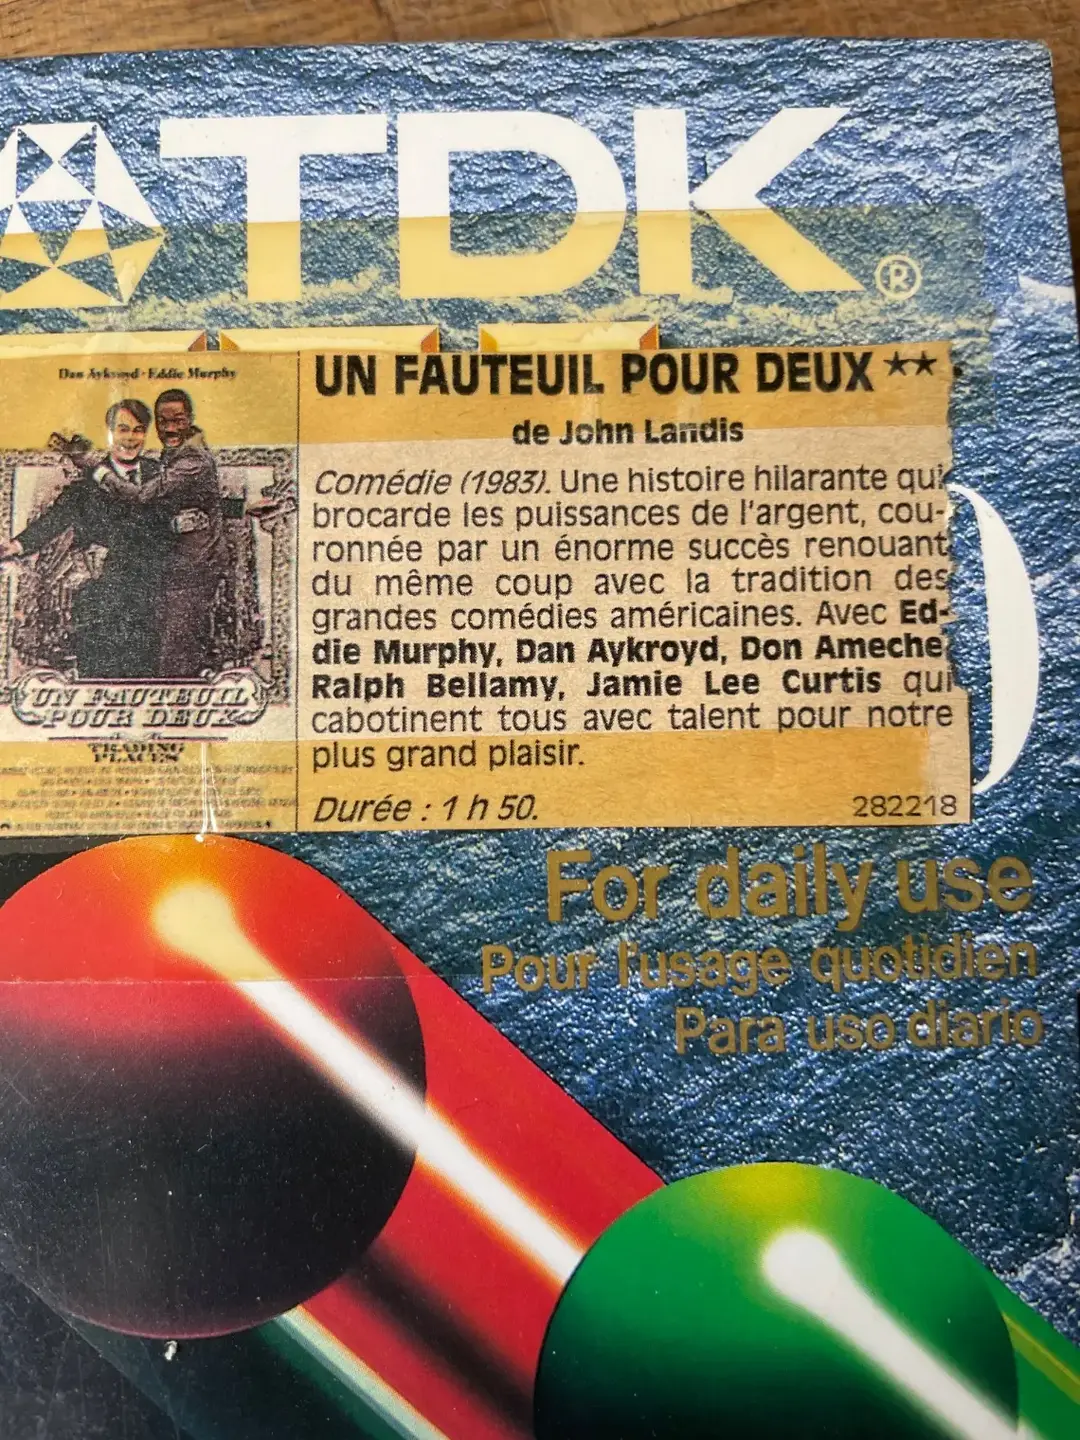 TDK®
Dan Aykroyd • Eddie Murphy
UN FAUTEUIL
POUR DEUX
TRADING
PLACES
UN FAUTEUIL POUR DEUX ★★
de John Landis
Comédie (1983). Une histoire hilarante qui
brocarde les puissances de l'argent, cou-
ronnée par un énorme succès renouant
du même coup avec la tradition des
grandes comédies américaines. Avec Ed-
die Murphy, Dan Aykroyd, Don Ameche
Ralph Bellamy, Jamie Lee Curtis qui
cabotinent tous avec talent pour notre
plus grand plaisir.
Durée : 1 h 50.
282218
For daily use
Pour l'usage quotidien
Para uso diario